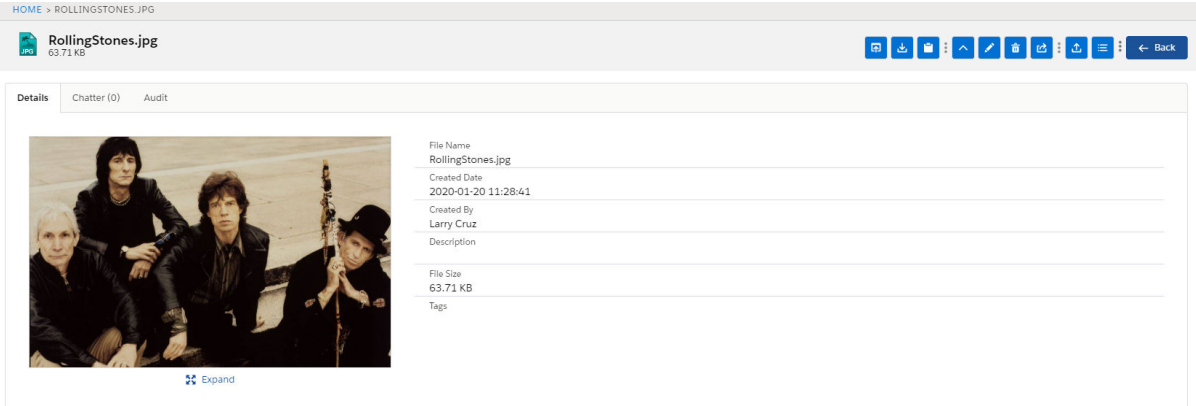 HOME > ROLLINGSTONES.JPG
RollingStones.jpg
JPG
63.71 KB
← Back
Details Chatter (0) Audit
File Name
RollingStones.jpg
Created Date
2020-01-20 11:28:41
Created By
Larry Cruz
Description
File Size
63.71 KB
Tags
Expand